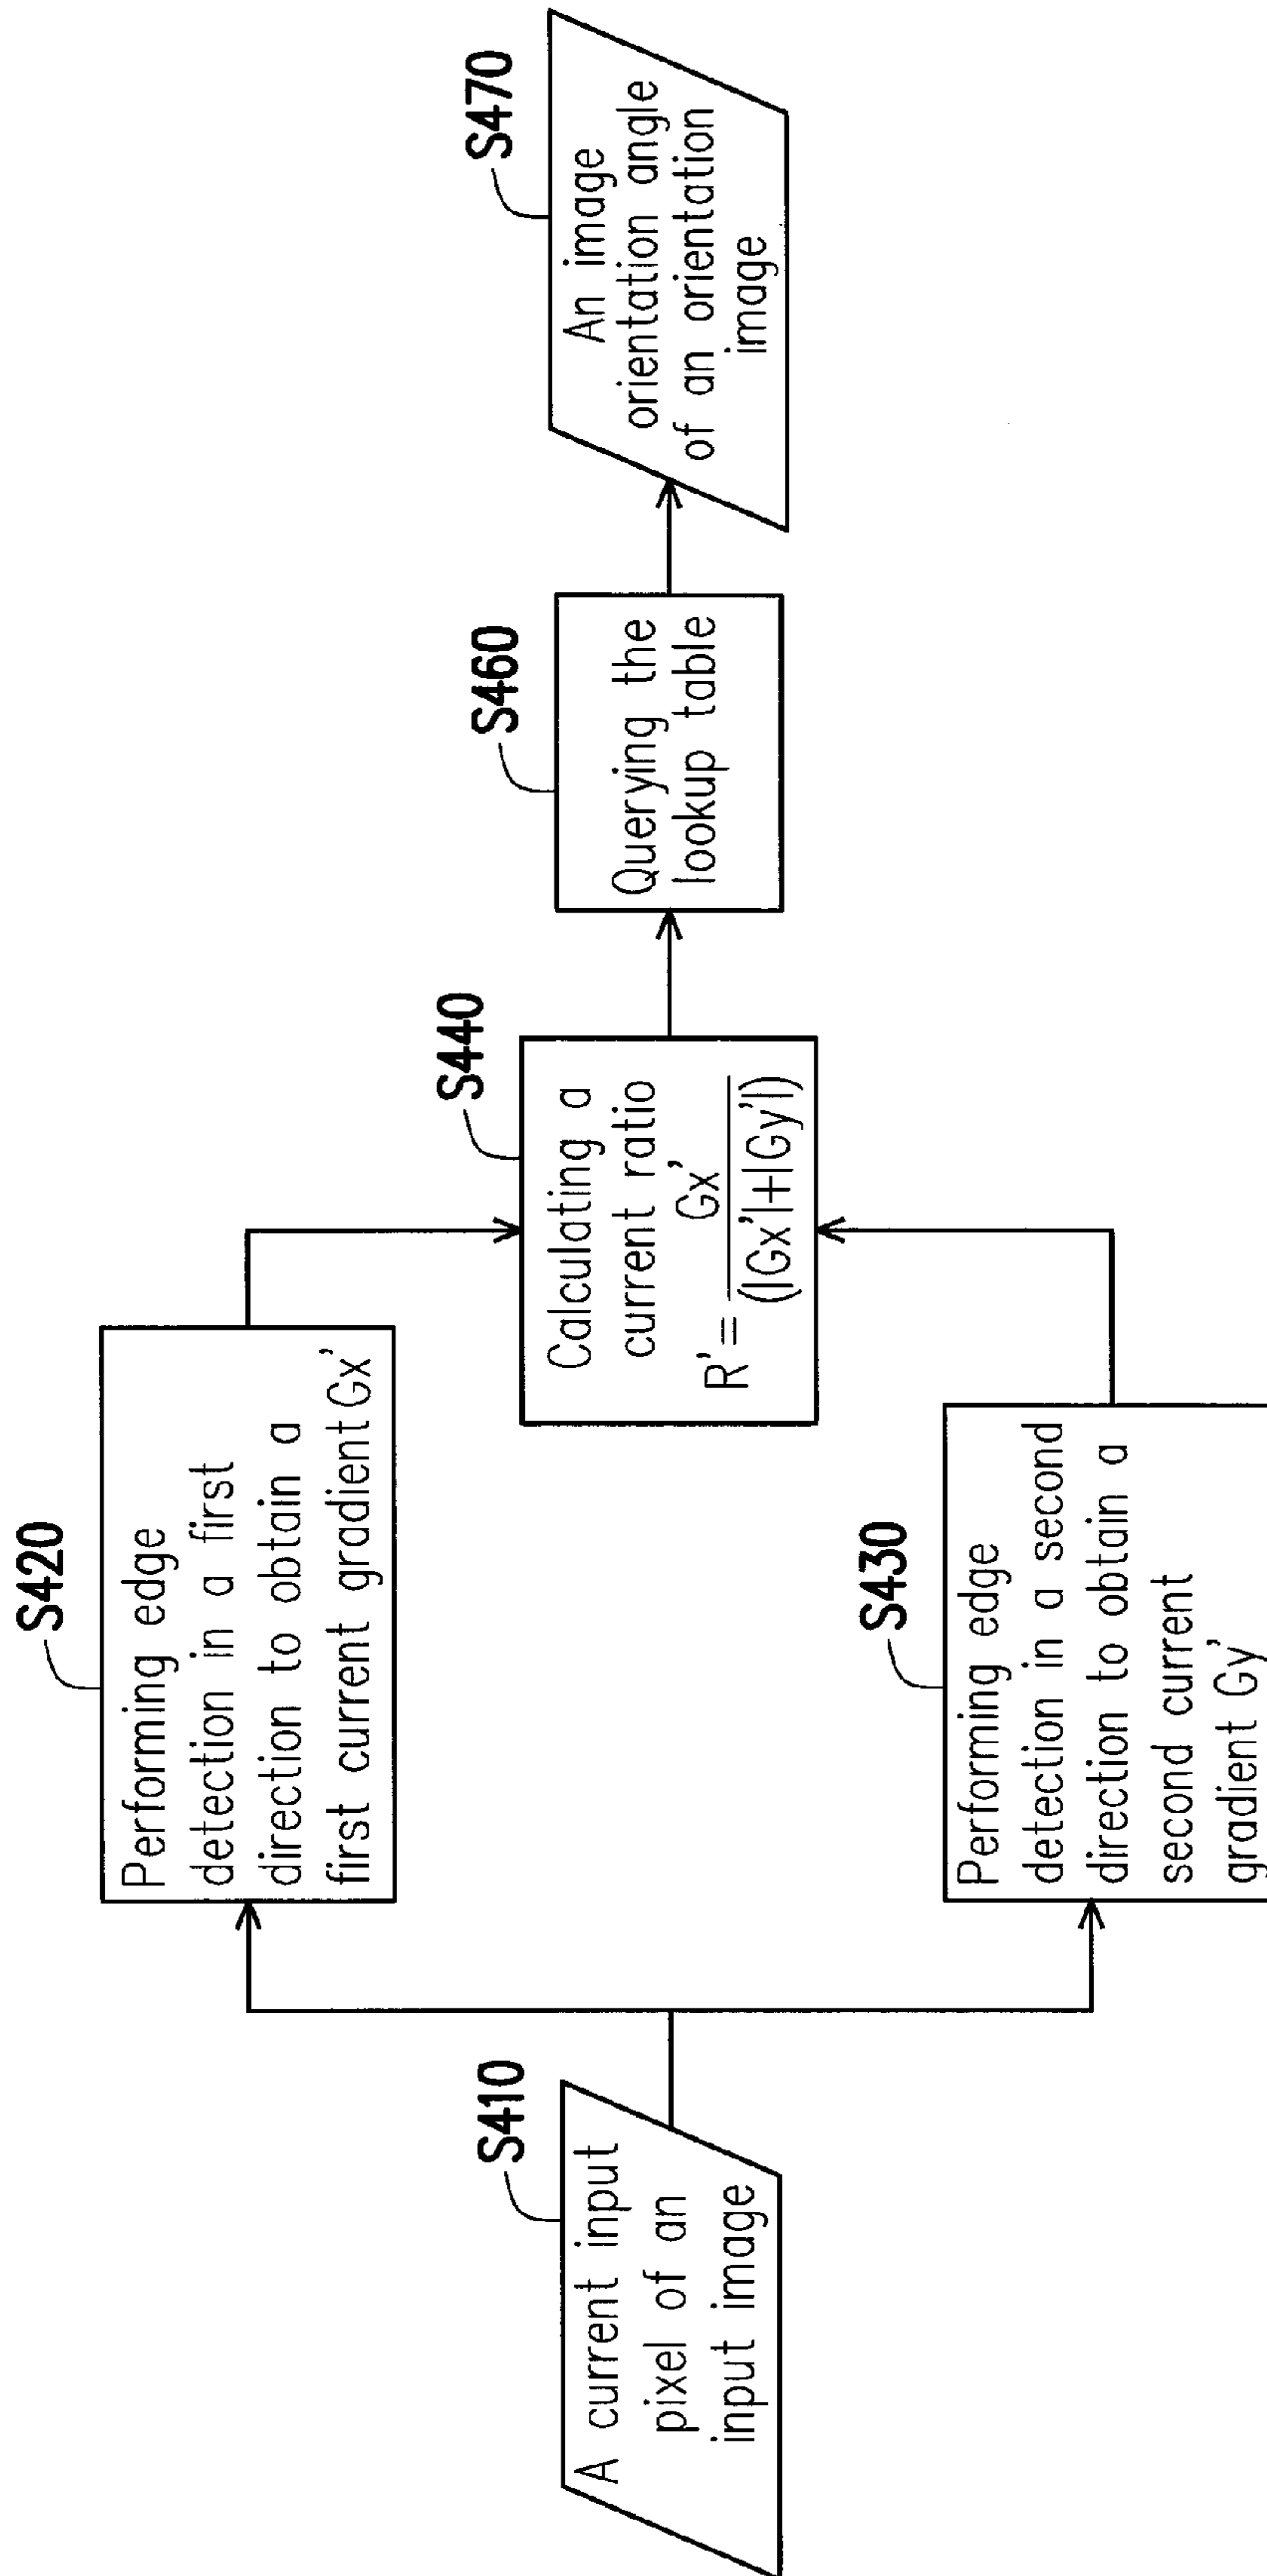 S410
A current input
pixel of an
input image
S420
Performing edge
detection in a first
direction to obtain a
first current gradient Gx'
S430
Performing edge
detection in a second
direction to obtain a
second current
gradient Gy'
S440
Calculating a
current ratio
R' = Gx'
(|Gx'|+|Gy'|)
S460
Querying the
lookup table
S470
An image
orientation angle
of an orientation
image